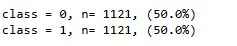 class = 0, n= 1121, (50.0%)
class = 1, n= 1121, (50.0%)